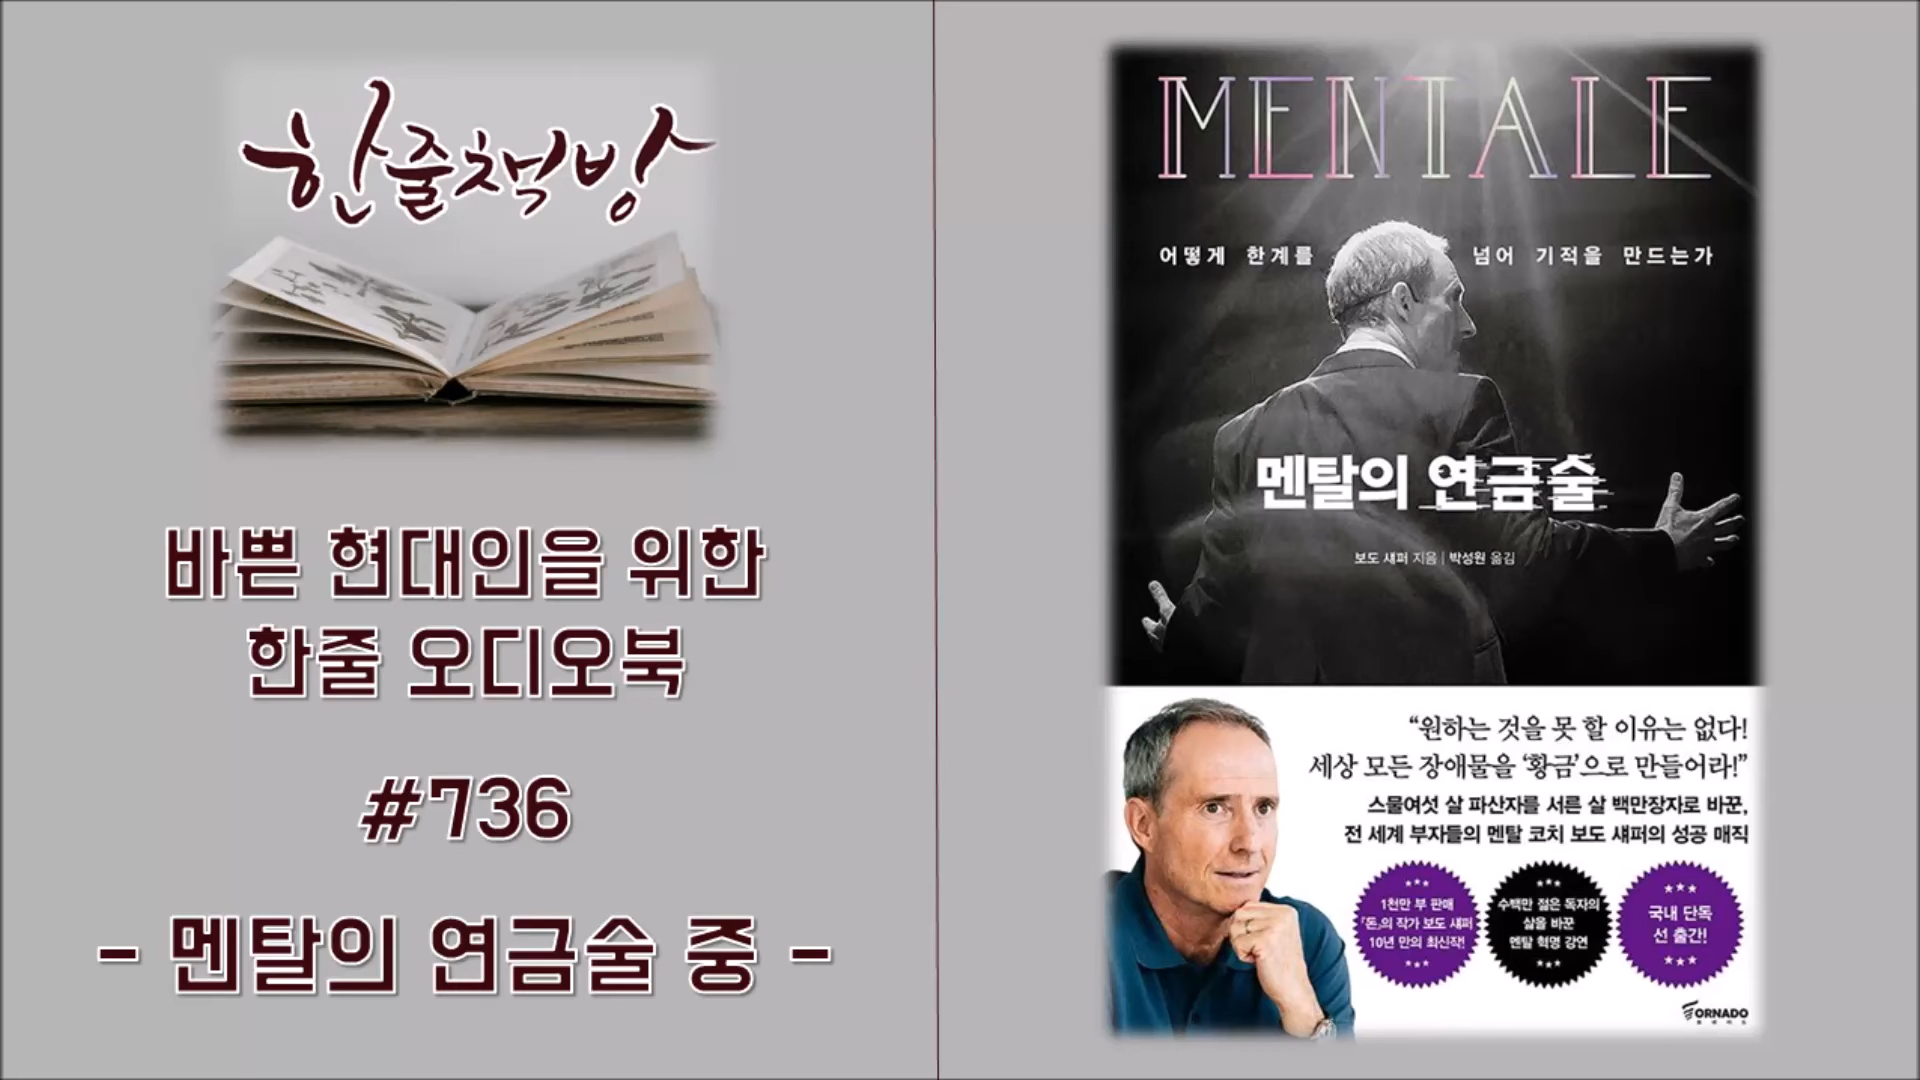 한줄책방
바쁜 현대인을 위한
한줄 오디오북
#736
- 멘탈의 연금술 중 -
MENTALE
어떻게 한계를 넘어 기적을 만드는가
멘탈의 연금술
보도 섀퍼 지음 | 박성원 옮김
“원하는 것을 못 할 이유는 없다!
세상 모든 장애물을 ‘황금’으로 만들어라!”
스물여섯 살 파산자를 서른 살 백만장자로 바꾼,
전 세계 부자들의 멘탈 코치 보도 섀퍼의 성공 매직
1천만 부 판매
『돈』의 작가 보도 섀퍼
10년 만의 최신작!
수백만 젊은 독자의
삶을 바꾼
멘탈 혁명 강연
국내 단독
선 출간!
TORNADO
토네이도